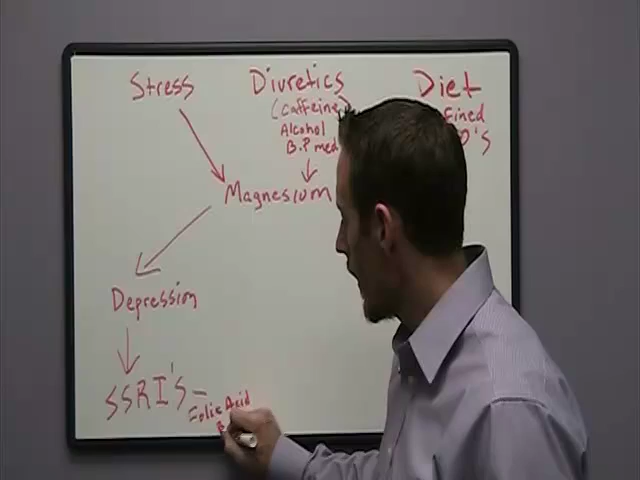 Stress
Diuretics
(Caffeine)
Alcohol
B.P med
Diet
Magnesium
Depression
SSRI'S -
Folic Acid
B